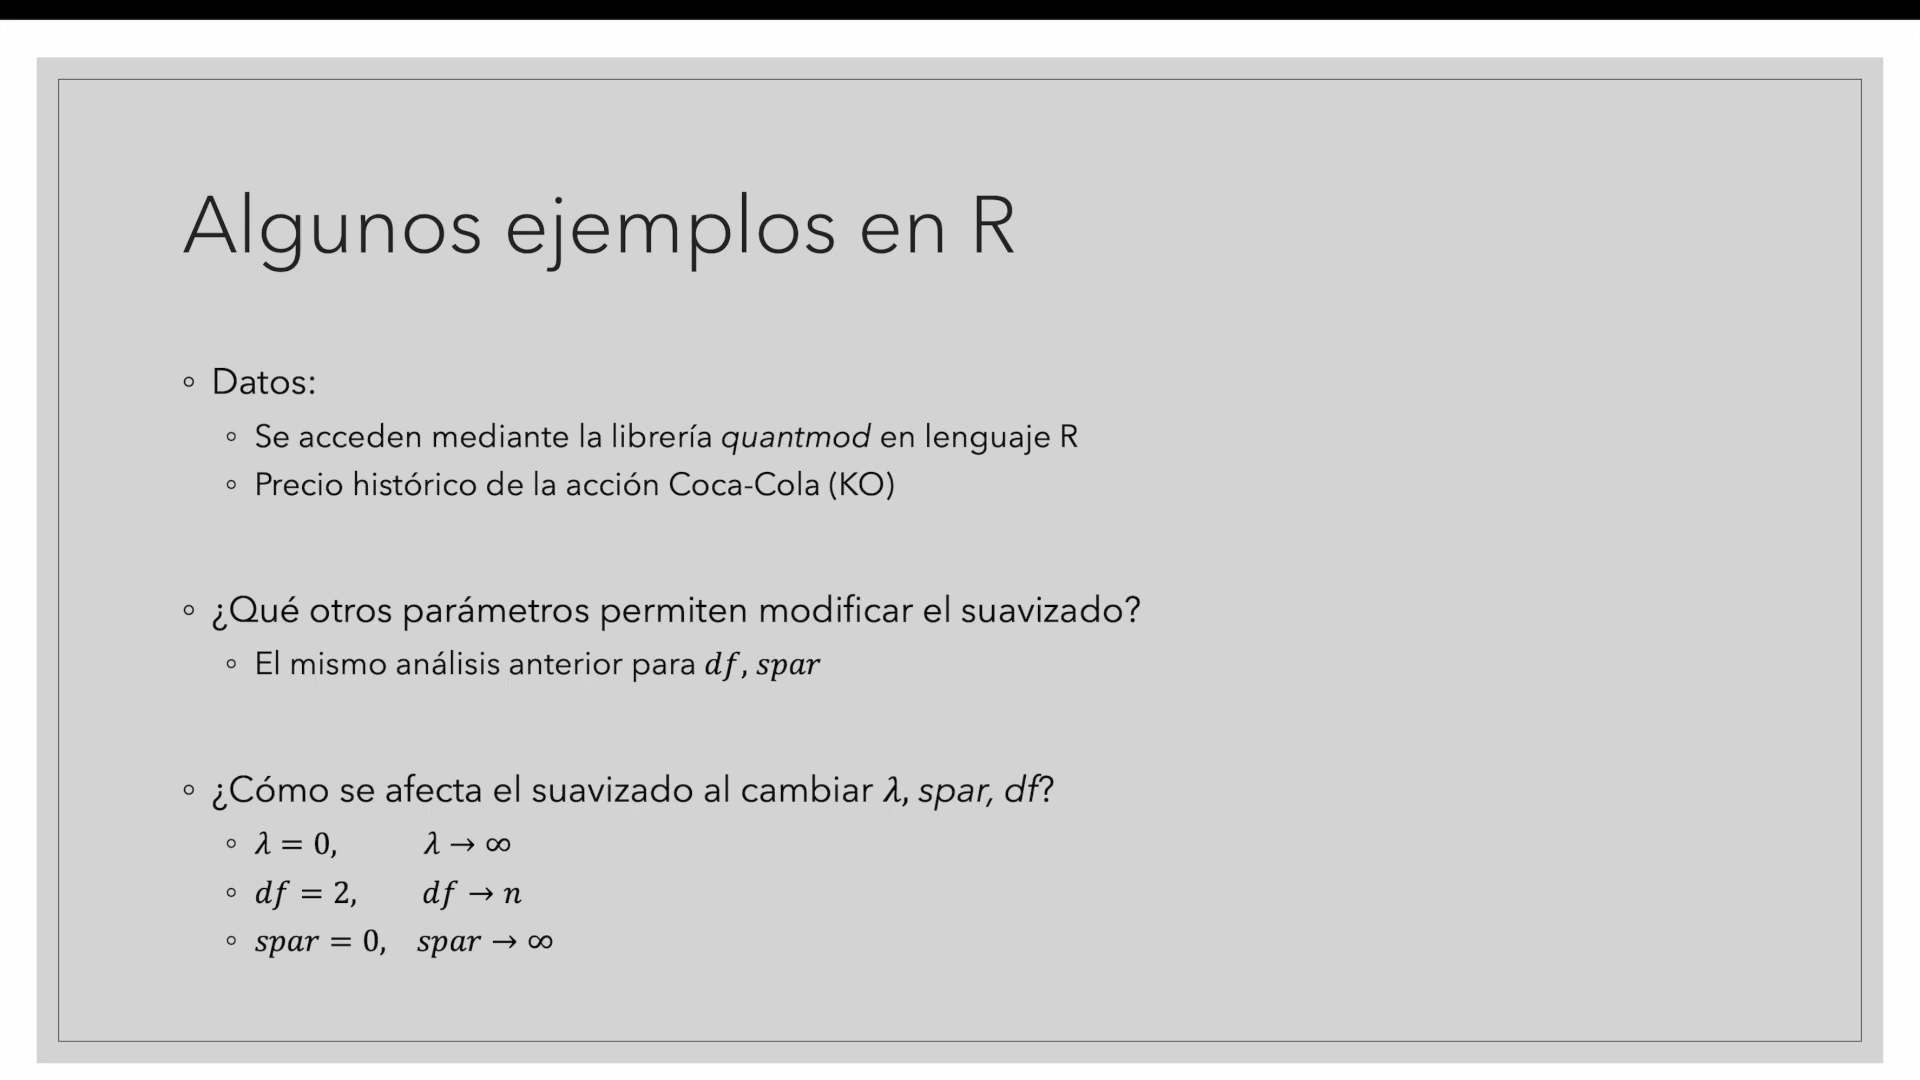 Algunos ejemplos en R
◦ Datos:
◦ Se acceden mediante la librería quantmod en lenguaje R
◦ Precio histórico de la acción Coca-Cola (KO)
◦ ¿Qué otros parámetros permiten modificar el suavizado?
◦ El mismo análisis anterior para df, spar
◦ ¿Cómo se afecta el suavizado al cambiar λ, spar, df?
◦ λ = 0, λ → ∞
◦ df = 2, df → n
◦ spar = 0, spar → ∞